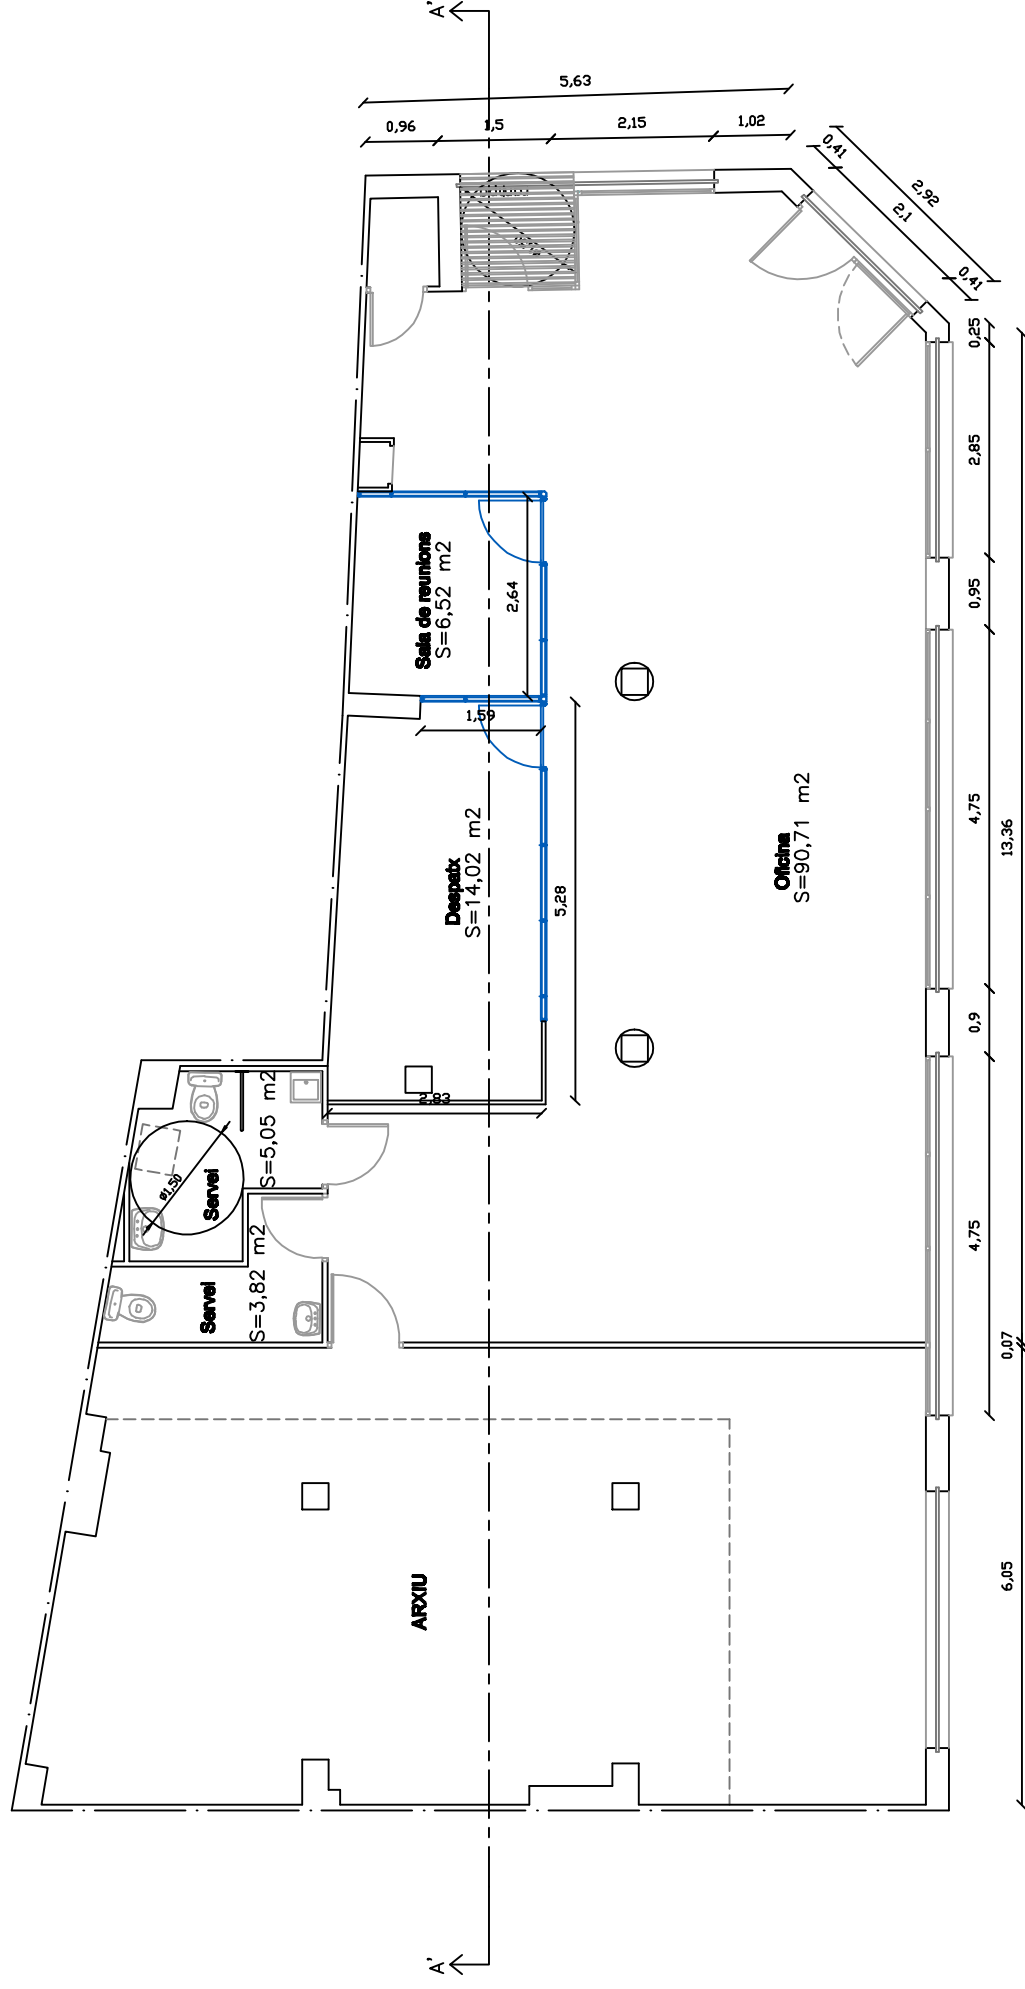 A'
5,63
0,96
1,5
2,15
1,02
0,41
2,92
2,1
0,41
0,25
2,85
0,95
4,75
13,36
0,9
4,75
0,07
6,05
Sala de reunions
S=6,52 m2
2,64
1,59
Despatx
S=14,02 m2
5,28
2,83
Oficina
S=90,71 m2
Servei
S=5,05 m2
ø1,50
Servei
S=3,82 m2
ARXIU
A'